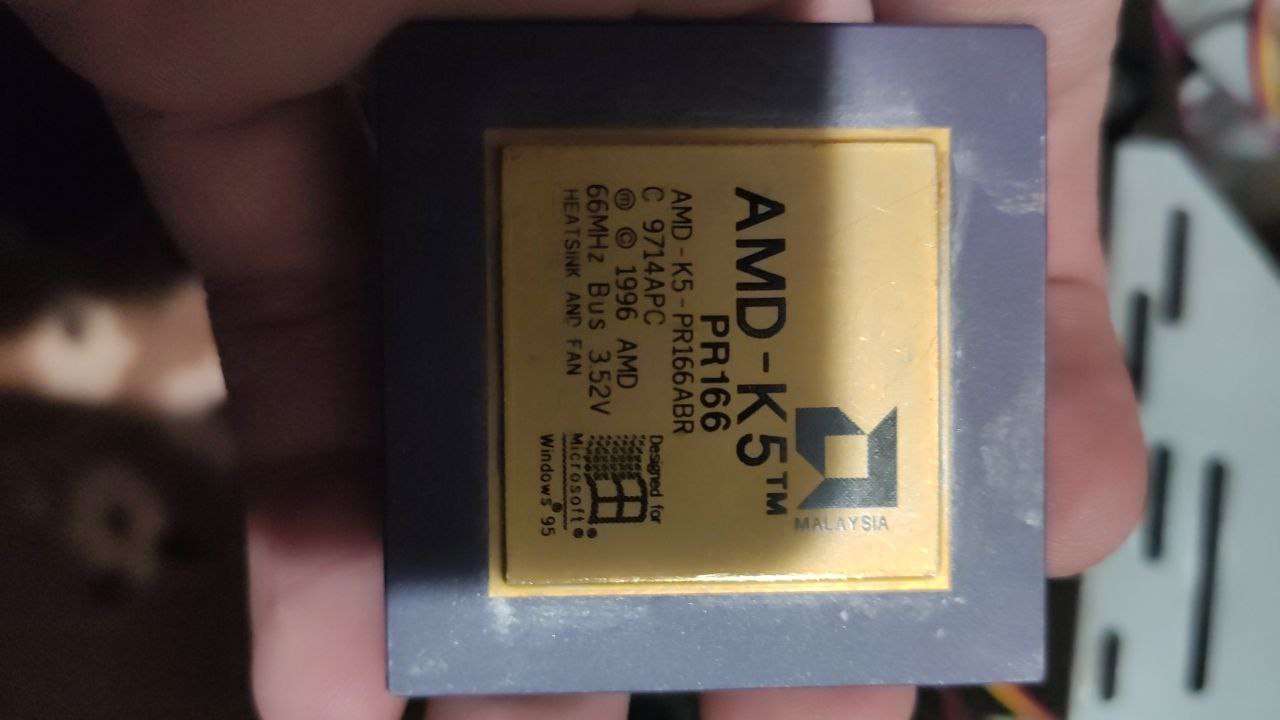 MALAYSIA
AMD-K5™
PR166
AMD-K5-PR166ABR
C 9714APC
ⓜ © 1996 AMD
66MHz Bus 3.52V
HEATSINK AND FAN
Designed for
Microsoft®
Windows®95